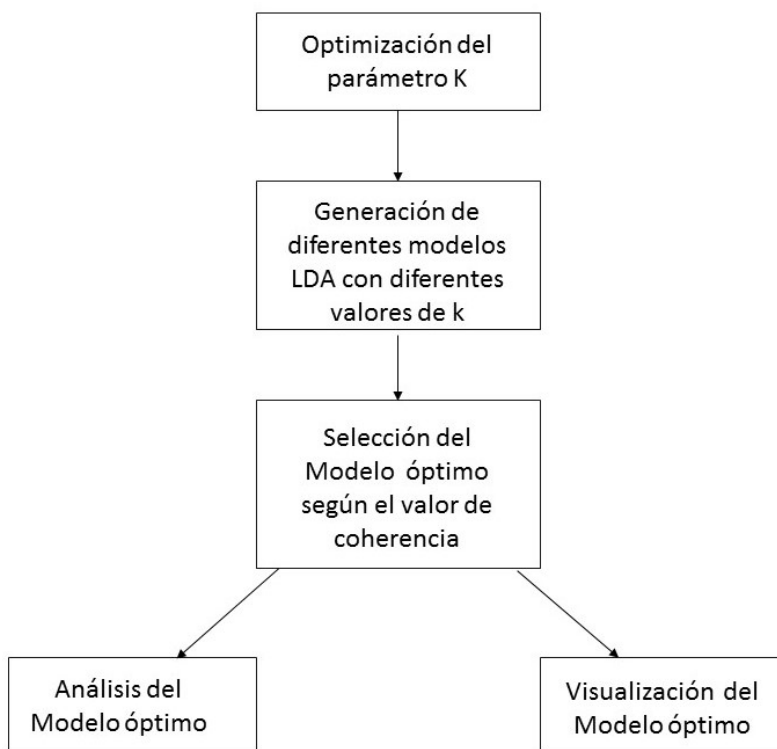 Optimización del
parámetro K
Generación de
diferentes modelos
LDA con diferentes
valores de k
Selección del
Modelo óptimo
según el valor de
coherencia
Análisis del
Modelo óptimo
Visualización del
Modelo óptimo